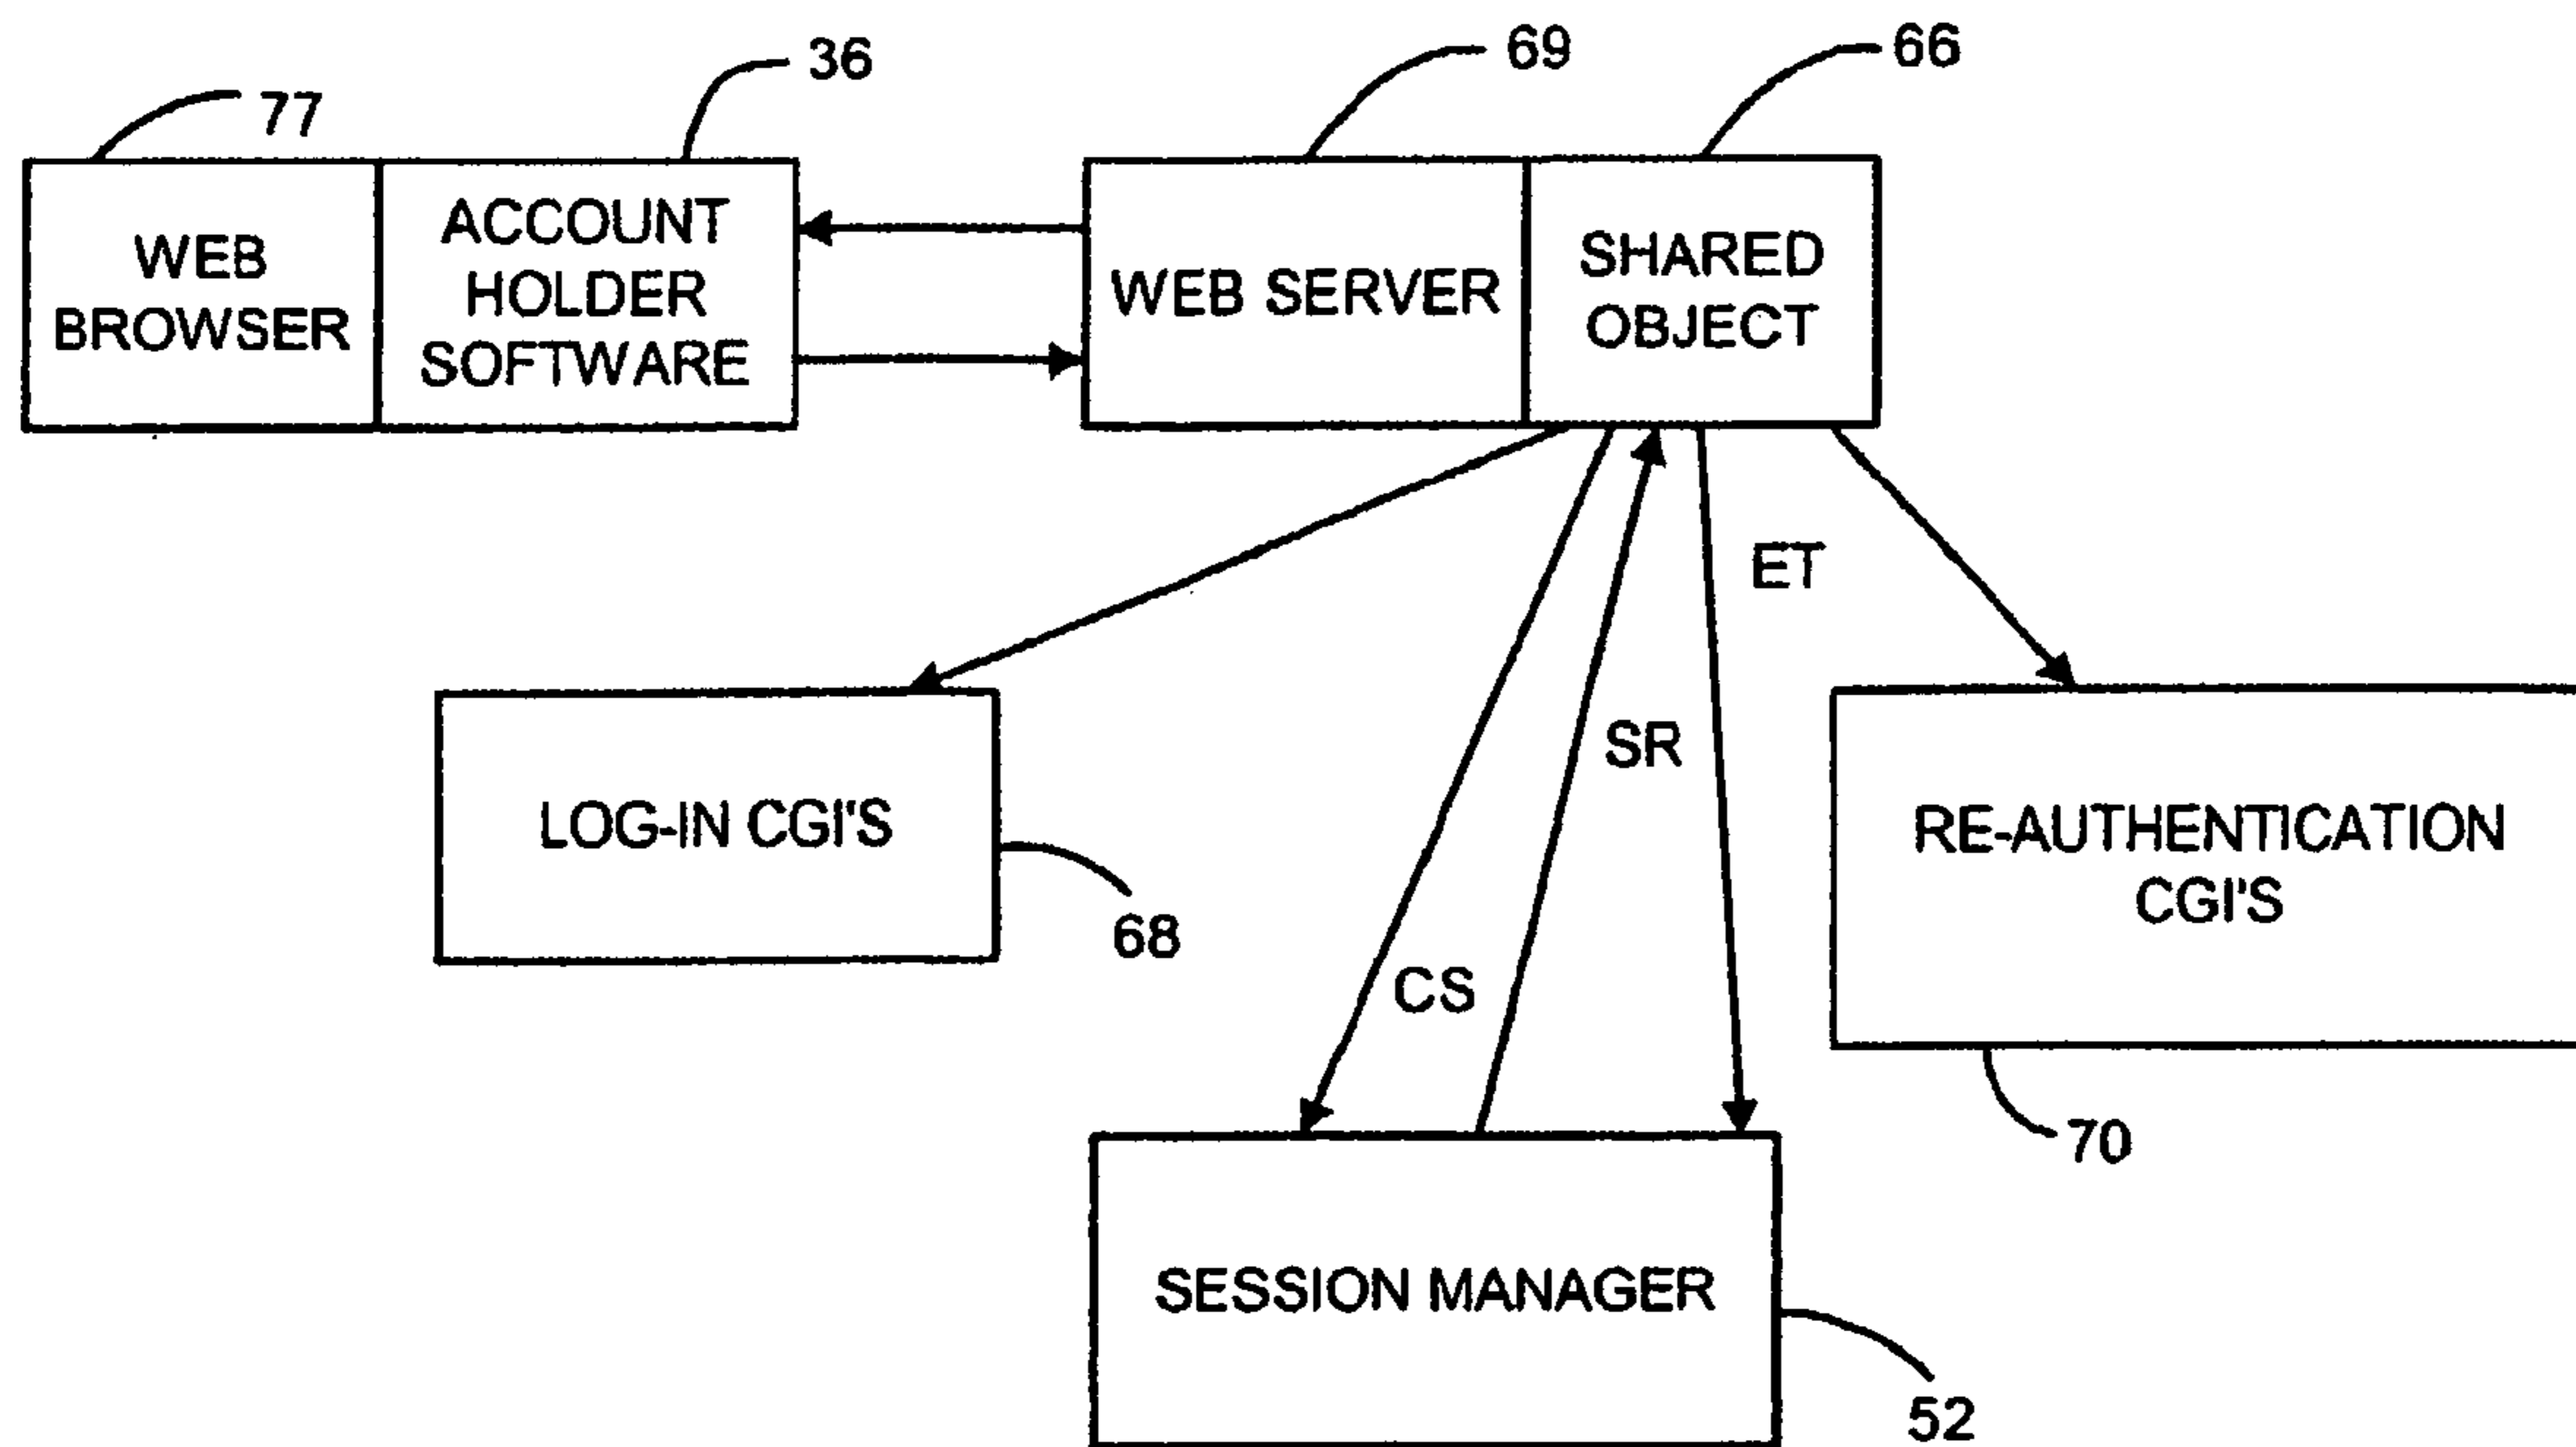 77
36
69
66
WEB
BROWSER
ACCOUNT
HOLDER
SOFTWARE
WEB SERVER
SHARED
OBJECT
ET
SR
CS
LOG-IN CGI'S
68
RE-AUTHENTICATION
CGI'S
70
SESSION MANAGER
52